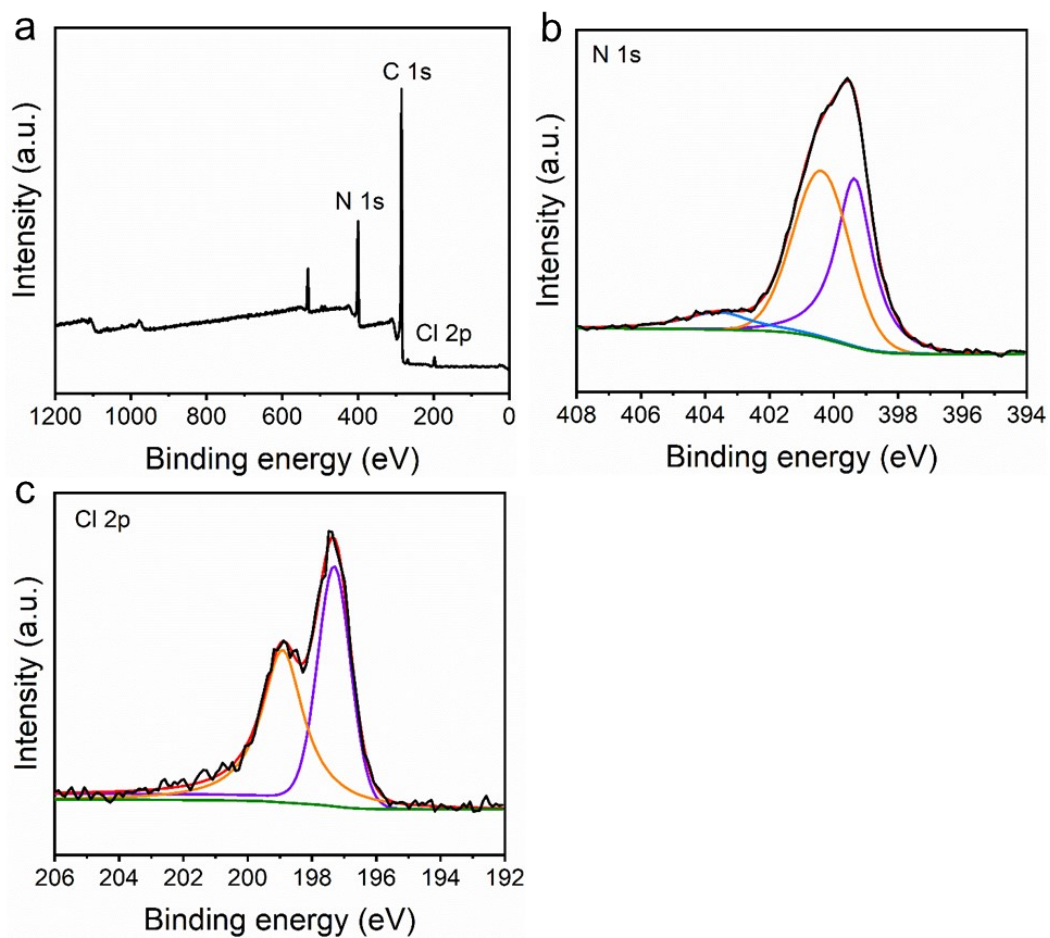 a
C 1s
N 1s
Cl 2p
Intensity (a.u.)
1200 1000 800 600 400 200 0
Binding energy (eV)
b
N 1s
Intensity (a.u.)
408 406 404 402 400 398 396 394
Binding energy (eV)
c
Cl 2p
Intensity (a.u.)
206 204 202 200 198 196 194 192
Binding energy (eV)